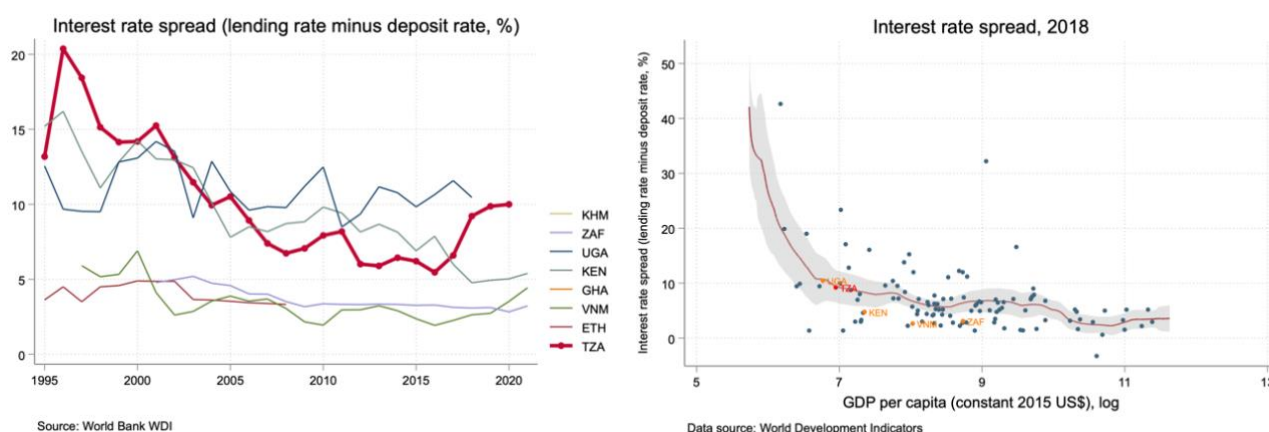 Interest rate spread (lending rate minus deposit rate, %)
20
15
10
5
0
1995
2000
2005
2010
2015
2020
KHM
ZAF
UGA
KEN
GHA
VNM
ETH
TZA
Source: World Bank WDI
Interest rate spread, 2018
Interest rate spread (lending rate minus deposit rate, %)
50
40
30
20
10
0
UGA
TZA
KEN
VNM
ZAF
5
7
9
11
13
GDP per capita (constant 2015 US$), log
Data source: World Development Indicators